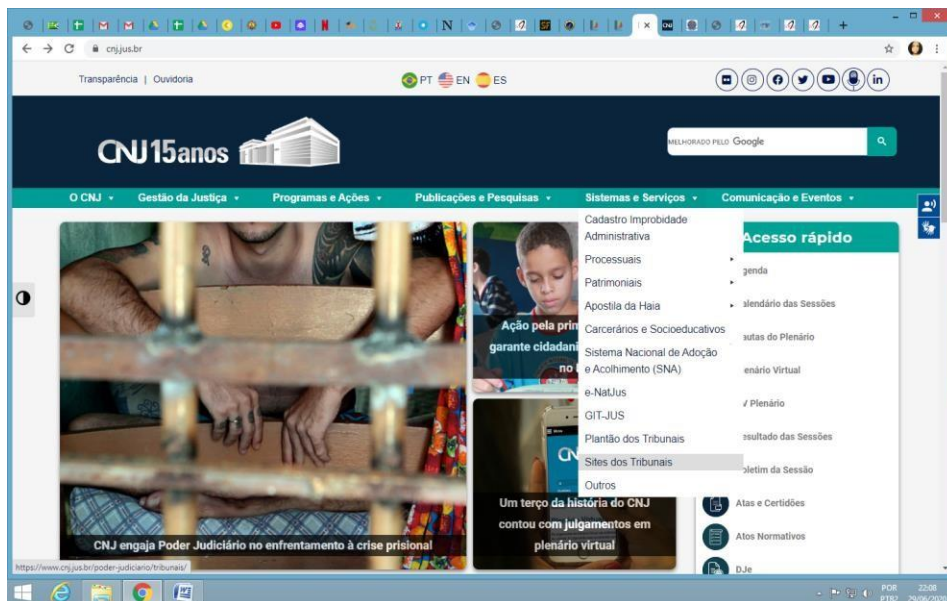 cnj.jus.br
Transparência | Ouvidoria
PT EN ES
in
CNJ 15anos
MELHORADO PELO Google
O CNJ
Gestão da Justiça
Programas e Ações
Publicações e Pesquisas
Sistemas e Serviços
Comunicação e Eventos
Cadastro Improbidade
Administrativa
Processuais
Patrimoniais
Apostila da Haia
Carcerários e Socioeducativos
Sistema Nacional de Adoção
e Acolhimento (SNA)
e-NatJus
GIT-JUS
Plantão dos Tribunais
Sites dos Tribunais
Outros
Acesso rápido
genda
alendário das Sessões
autas do Plenário
enário Virtual
V Plenário
esultado das Sessões
oletim da Sessão
Atas e Certidões
Atos Normativos
DJe
Ação pela prim
garante cidadani
no
Um terço da história do CNJ
contou com julgamentos em
plenário virtual
CNJ engaja Poder Judiciário no enfrentamento à crise prisional
https://www.cnj.jus.br/poder-judiciario/tribunais/
POR
PTB2
22:08
29/06/2020